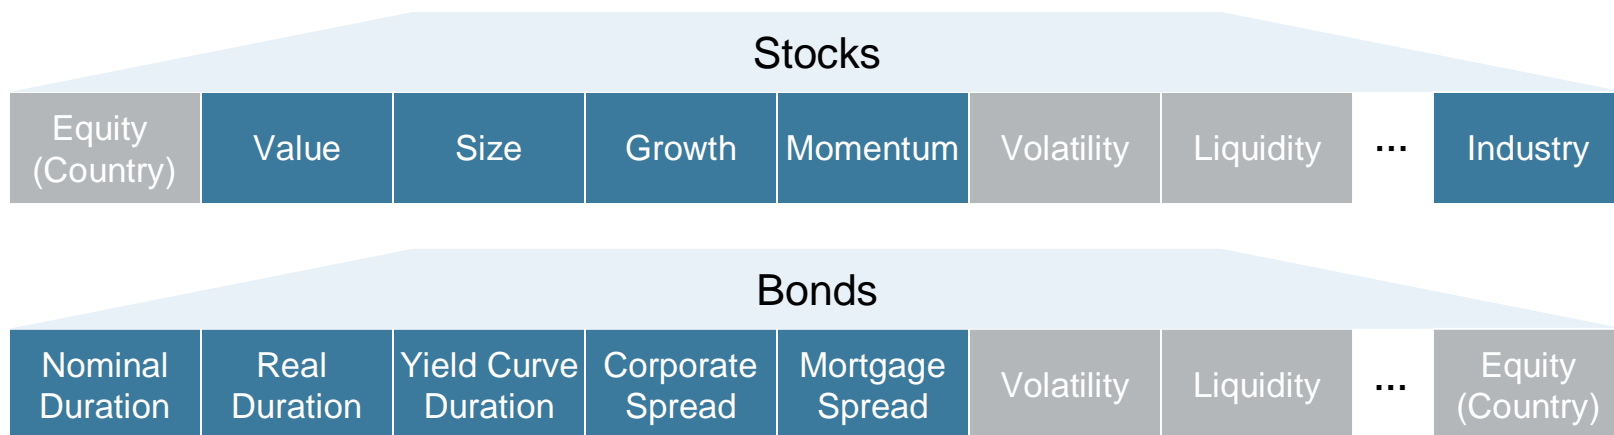 Stocks
Equity
(Country)
Value
Size
Growth
Momentum
Volatility
Liquidity
...
Industry
Bonds
Nominal
Duration
Real
Duration
Yield Curve
Duration
Corporate
Spread
Mortgage
Spread
Volatility
Liquidity
...
Equity
(Country)